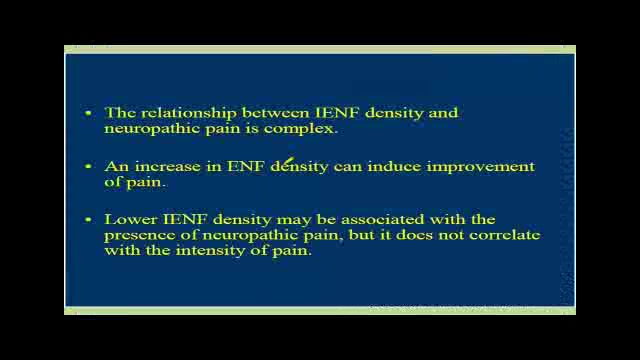 • The relationship between IENF density and
neuropathic pain is complex.
• An increase in ENF density can induce improvement
of pain.
• Lower IENF density may be associated with the
presence of neuropathic pain, but it does not correlate
with the intensity of pain.